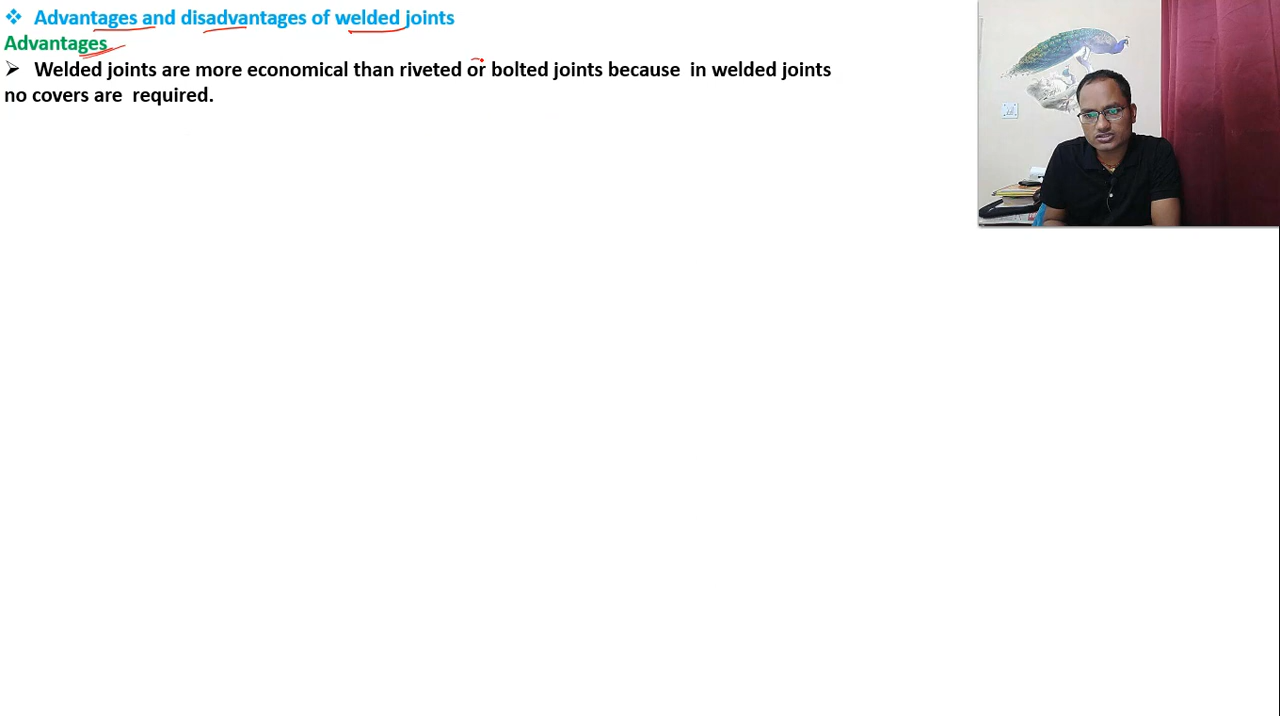 ❖ Advantages and disadvantages of welded joints
Advantages
➢ Welded joints are more economical than riveted or bolted joints because in welded joints
no covers are required.